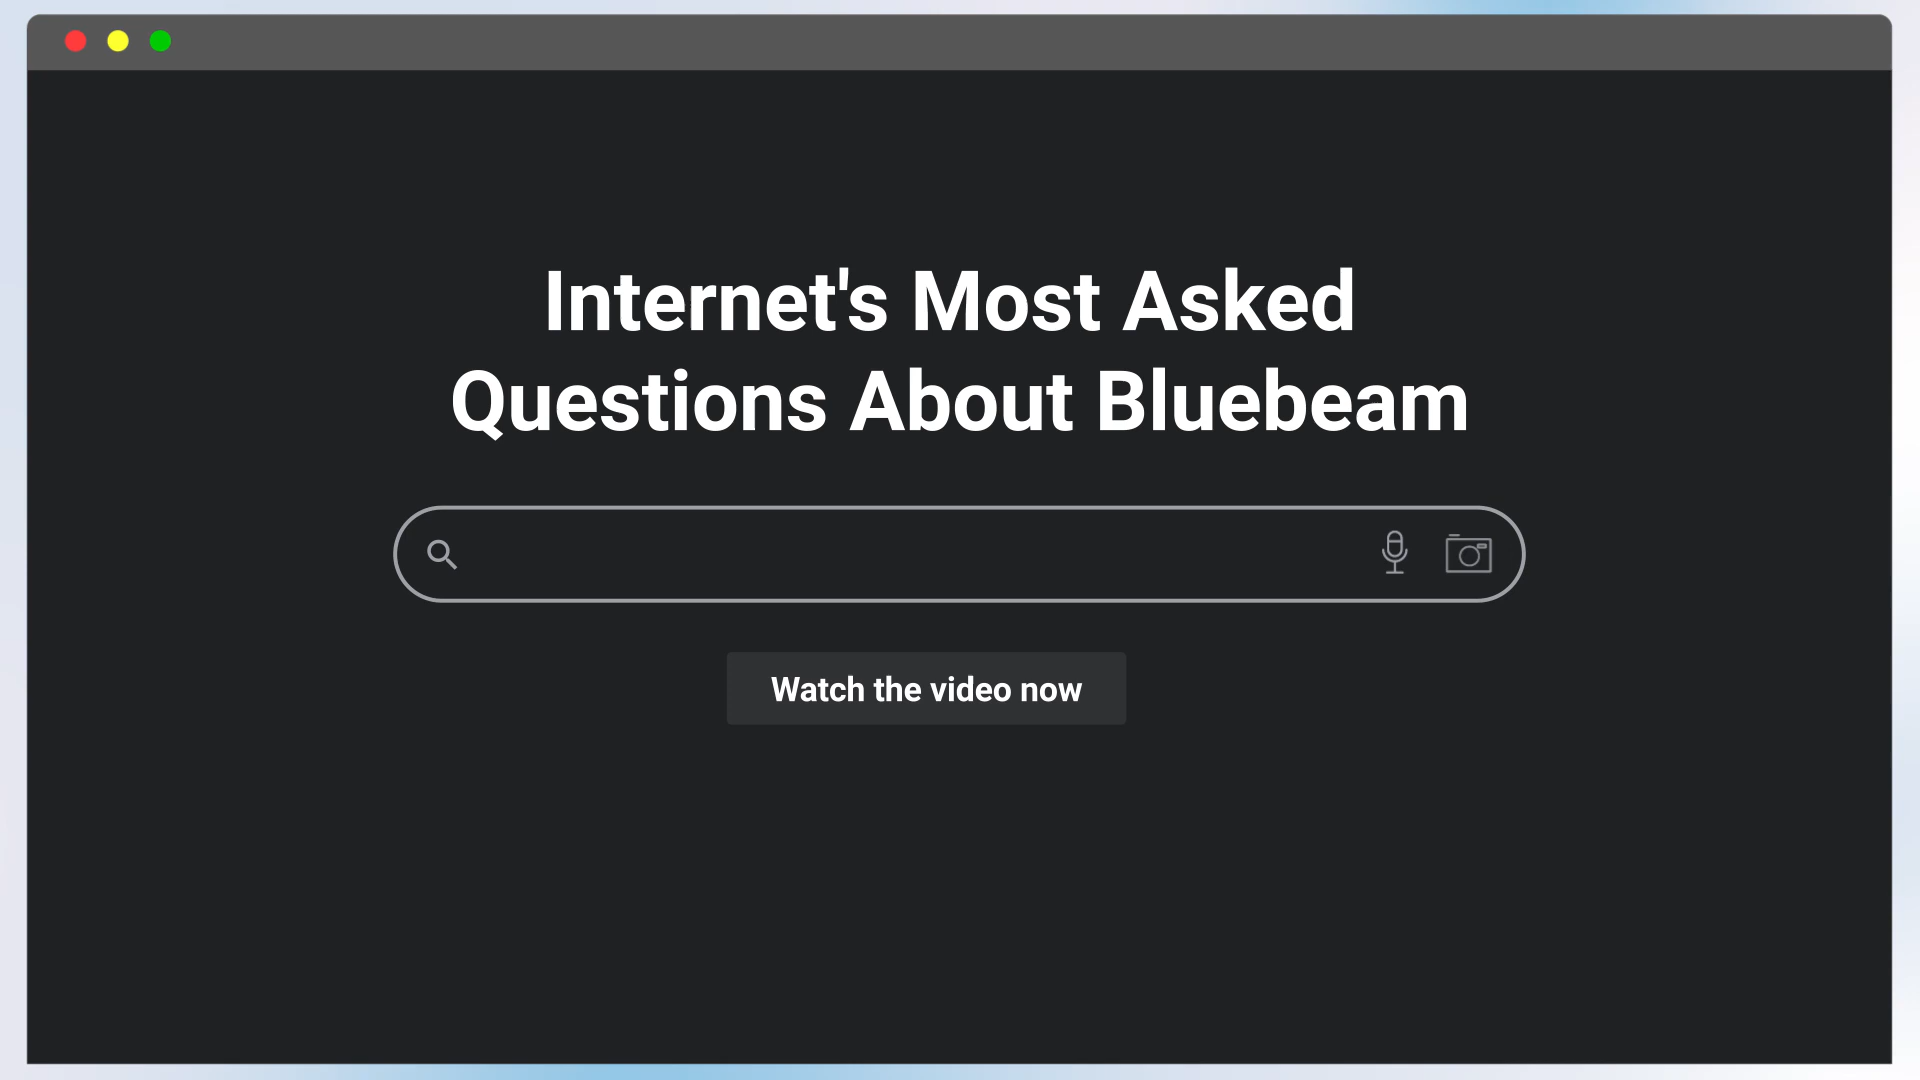 Internet's Most Asked
Questions About Bluebeam
Watch the video now